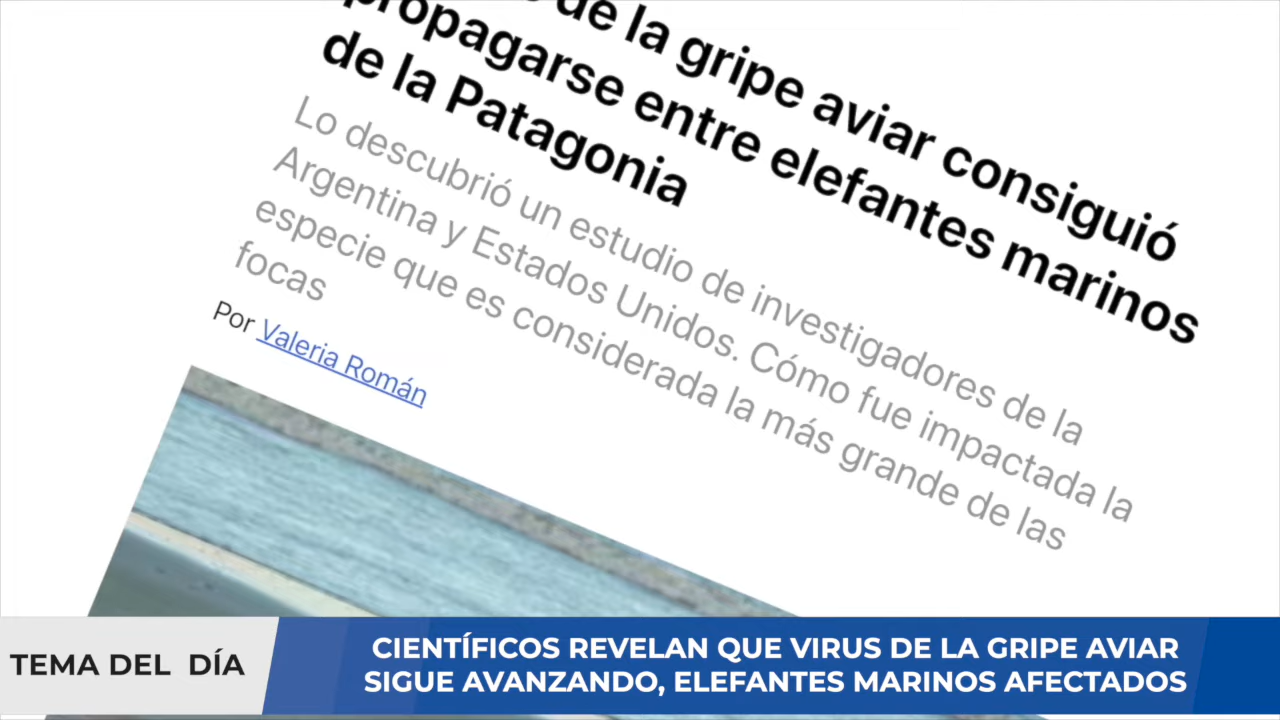 de la gripe aviar consiguió
propagarse entre elefantes marinos
de la Patagonia
Lo descubrió un estudio de investigadores de la
Argentina y Estados Unidos. Cómo fue impactada la
especie que es considerada la más grande de las
focas
Por Valeria Román
TEMA DEL DÍA
CIENTÍFICOS REVELAN QUE VIRUS DE LA GRIPE AVIAR
SIGUE AVANZANDO, ELEFANTES MARINOS AFECTADOS